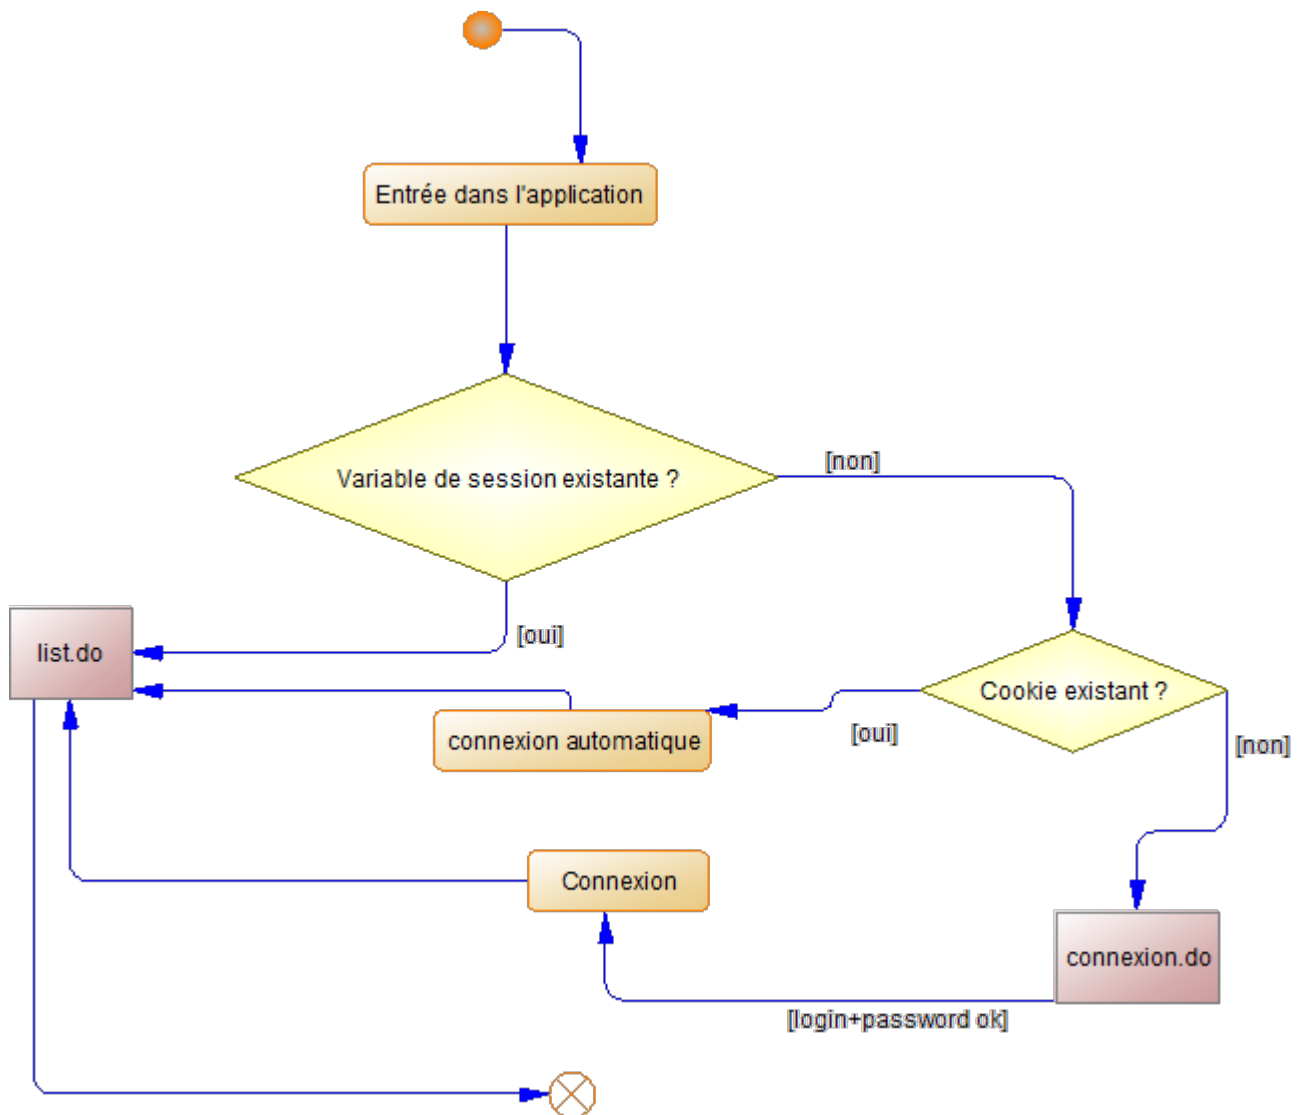 Entrée dans l'application
Variable de session existante ?
[non]
[oui]
list.do
Cookie existant ?
connexion automatique
[oui]
[non]
Connexion
connexion.do
[login+password ok]